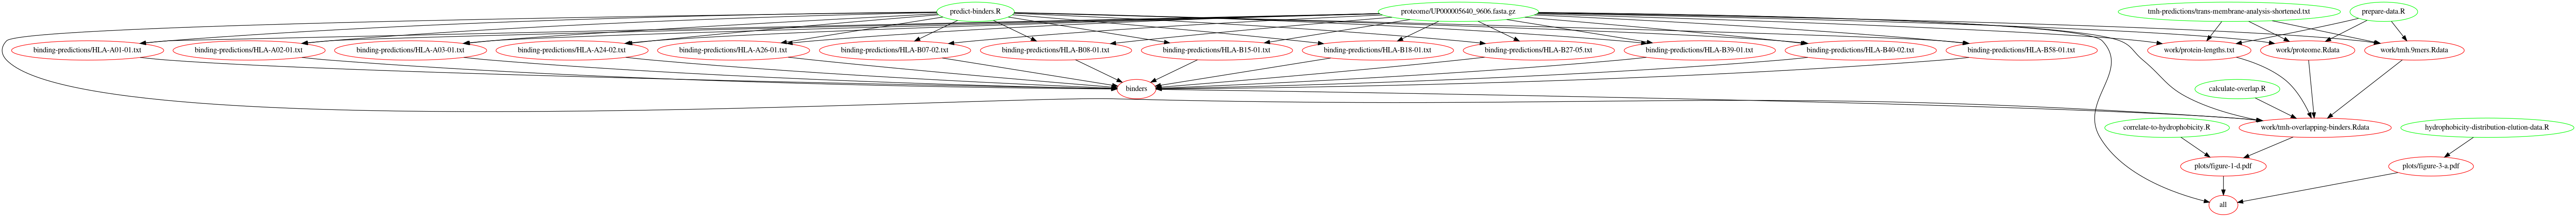 predict-binders.R
proteome/UP000005640_9606.fasta.gz
tmh-predictions/trans-membrane-analysis-shortened.txt
prepare-data.R
binding-predictions/HLA-A01-01.txt
binding-predictions/HLA-A02-01.txt
binding-predictions/HLA-A03-01.txt
binding-predictions/HLA-A24-02.txt
binding-predictions/HLA-A26-01.txt
binding-predictions/HLA-B07-02.txt
binding-predictions/HLA-B08-01.txt
binding-predictions/HLA-B15-01.txt
binding-predictions/HLA-B18-01.txt
binding-predictions/HLA-B27-05.txt
binding-predictions/HLA-B39-01.txt
binding-predictions/HLA-B40-02.txt
binding-predictions/HLA-B58-01.txt
work/protein-lengths.txt
work/proteome.Rdata
work/tmh.9mers.Rdata
binders
calculate-overlap.R
correlate-to-hydrophobicity.R
work/tmh-overlapping-binders.Rdata
hydrophobicity-distribution-elution-data.R
plots/figure-1-d.pdf
plots/figure-3-a.pdf
all